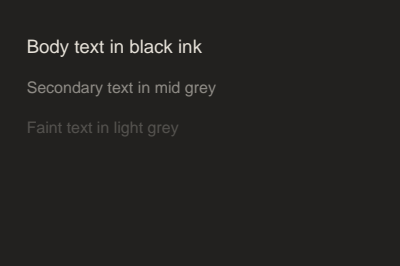 Body text in black ink
Secondary text in mid grey
Faint text in light grey